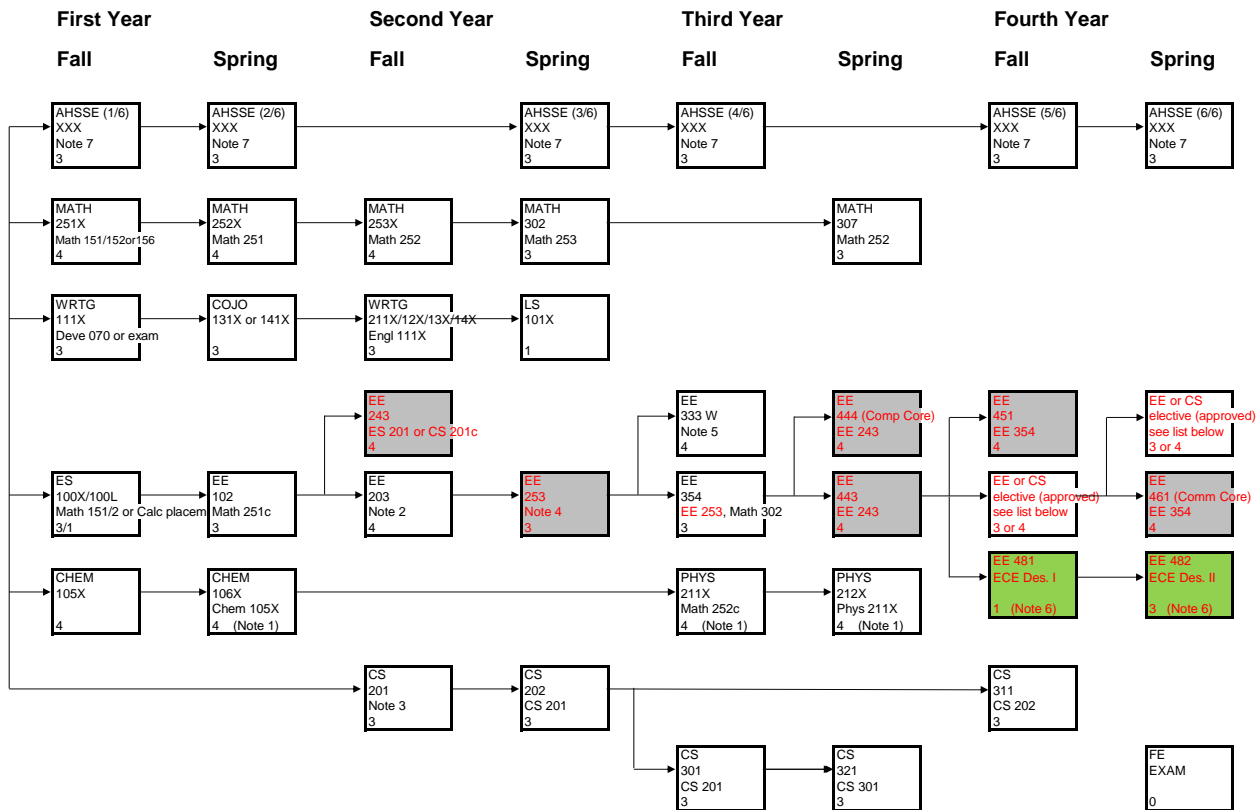 First Year
Second Year
Third Year
Fourth Year
Fall
Spring
Fall
Spring
Fall
Spring
Fall
Spring
AHSSE (1/6)
XXX
Note 7
3
AHSSE (2/6)
XXX
Note 7
3
AHSSE (3/6)
XXX
Note 7
3
AHSSE (4/6)
XXX
Note 7
3
AHSSE (5/6)
XXX
Note 7
3
AHSSE (6/6)
XXX
Note 7
3
MATH
251X
Math 151/152or156
4
MATH
252X
Math 251
4
MATH
253X
Math 252
4
MATH
302
Math 253
3
MATH
307
Math 252
3
WRTG
111X
Deve 070 or exam
3
COJO
131X or 141X
3
WRTG
211X/12X/13X/14X
Engl 111X
3
LS
101X
1
EE
243
ES 201 or CS 201c
4
EE
333 W
Note 5
4
EE
444 (Comp Core)
EE 243
4
EE
451
EE 354
4
EE or CS
elective (approved)
see list below
3 or 4
ES
100X/100L
Math 151/2 or Calc placem
3/1
EE
102
Math 251c
3
EE
203
Note 2
4
EE
253
Note 4
3
EE
354
EE 253, Math 302
3
EE
443
EE 243
4
EE or CS
elective (approved)
see list below
3 or 4
EE
461 (Comm Core)
EE 354
4
EE 481
ECE Des. I
1 (Note 6)
EE 482
ECE Des. II
3 (Note 6)
CHEM
105X
4
CHEM
106X
Chem 105X
4 (Note 1)
PHYS
211X
Math 252c
4 (Note 1)
PHYS
212X
Phys 211X
4 (Note 1)
CS
201
Note 3
3
CS
202
CS 201
3
CS
311
CS 202
3
CS
301
CS 201
3
CS
321
CS 301
3
FE
EXAM
0